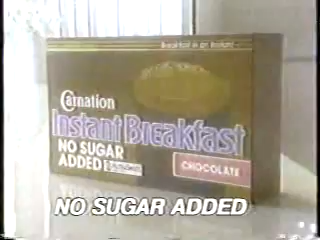 Breakfast in an Instant
Carnation
Instant Breakfast
NO SUGAR
ADDED
CHOCOLATE
NO SUGAR ADDED